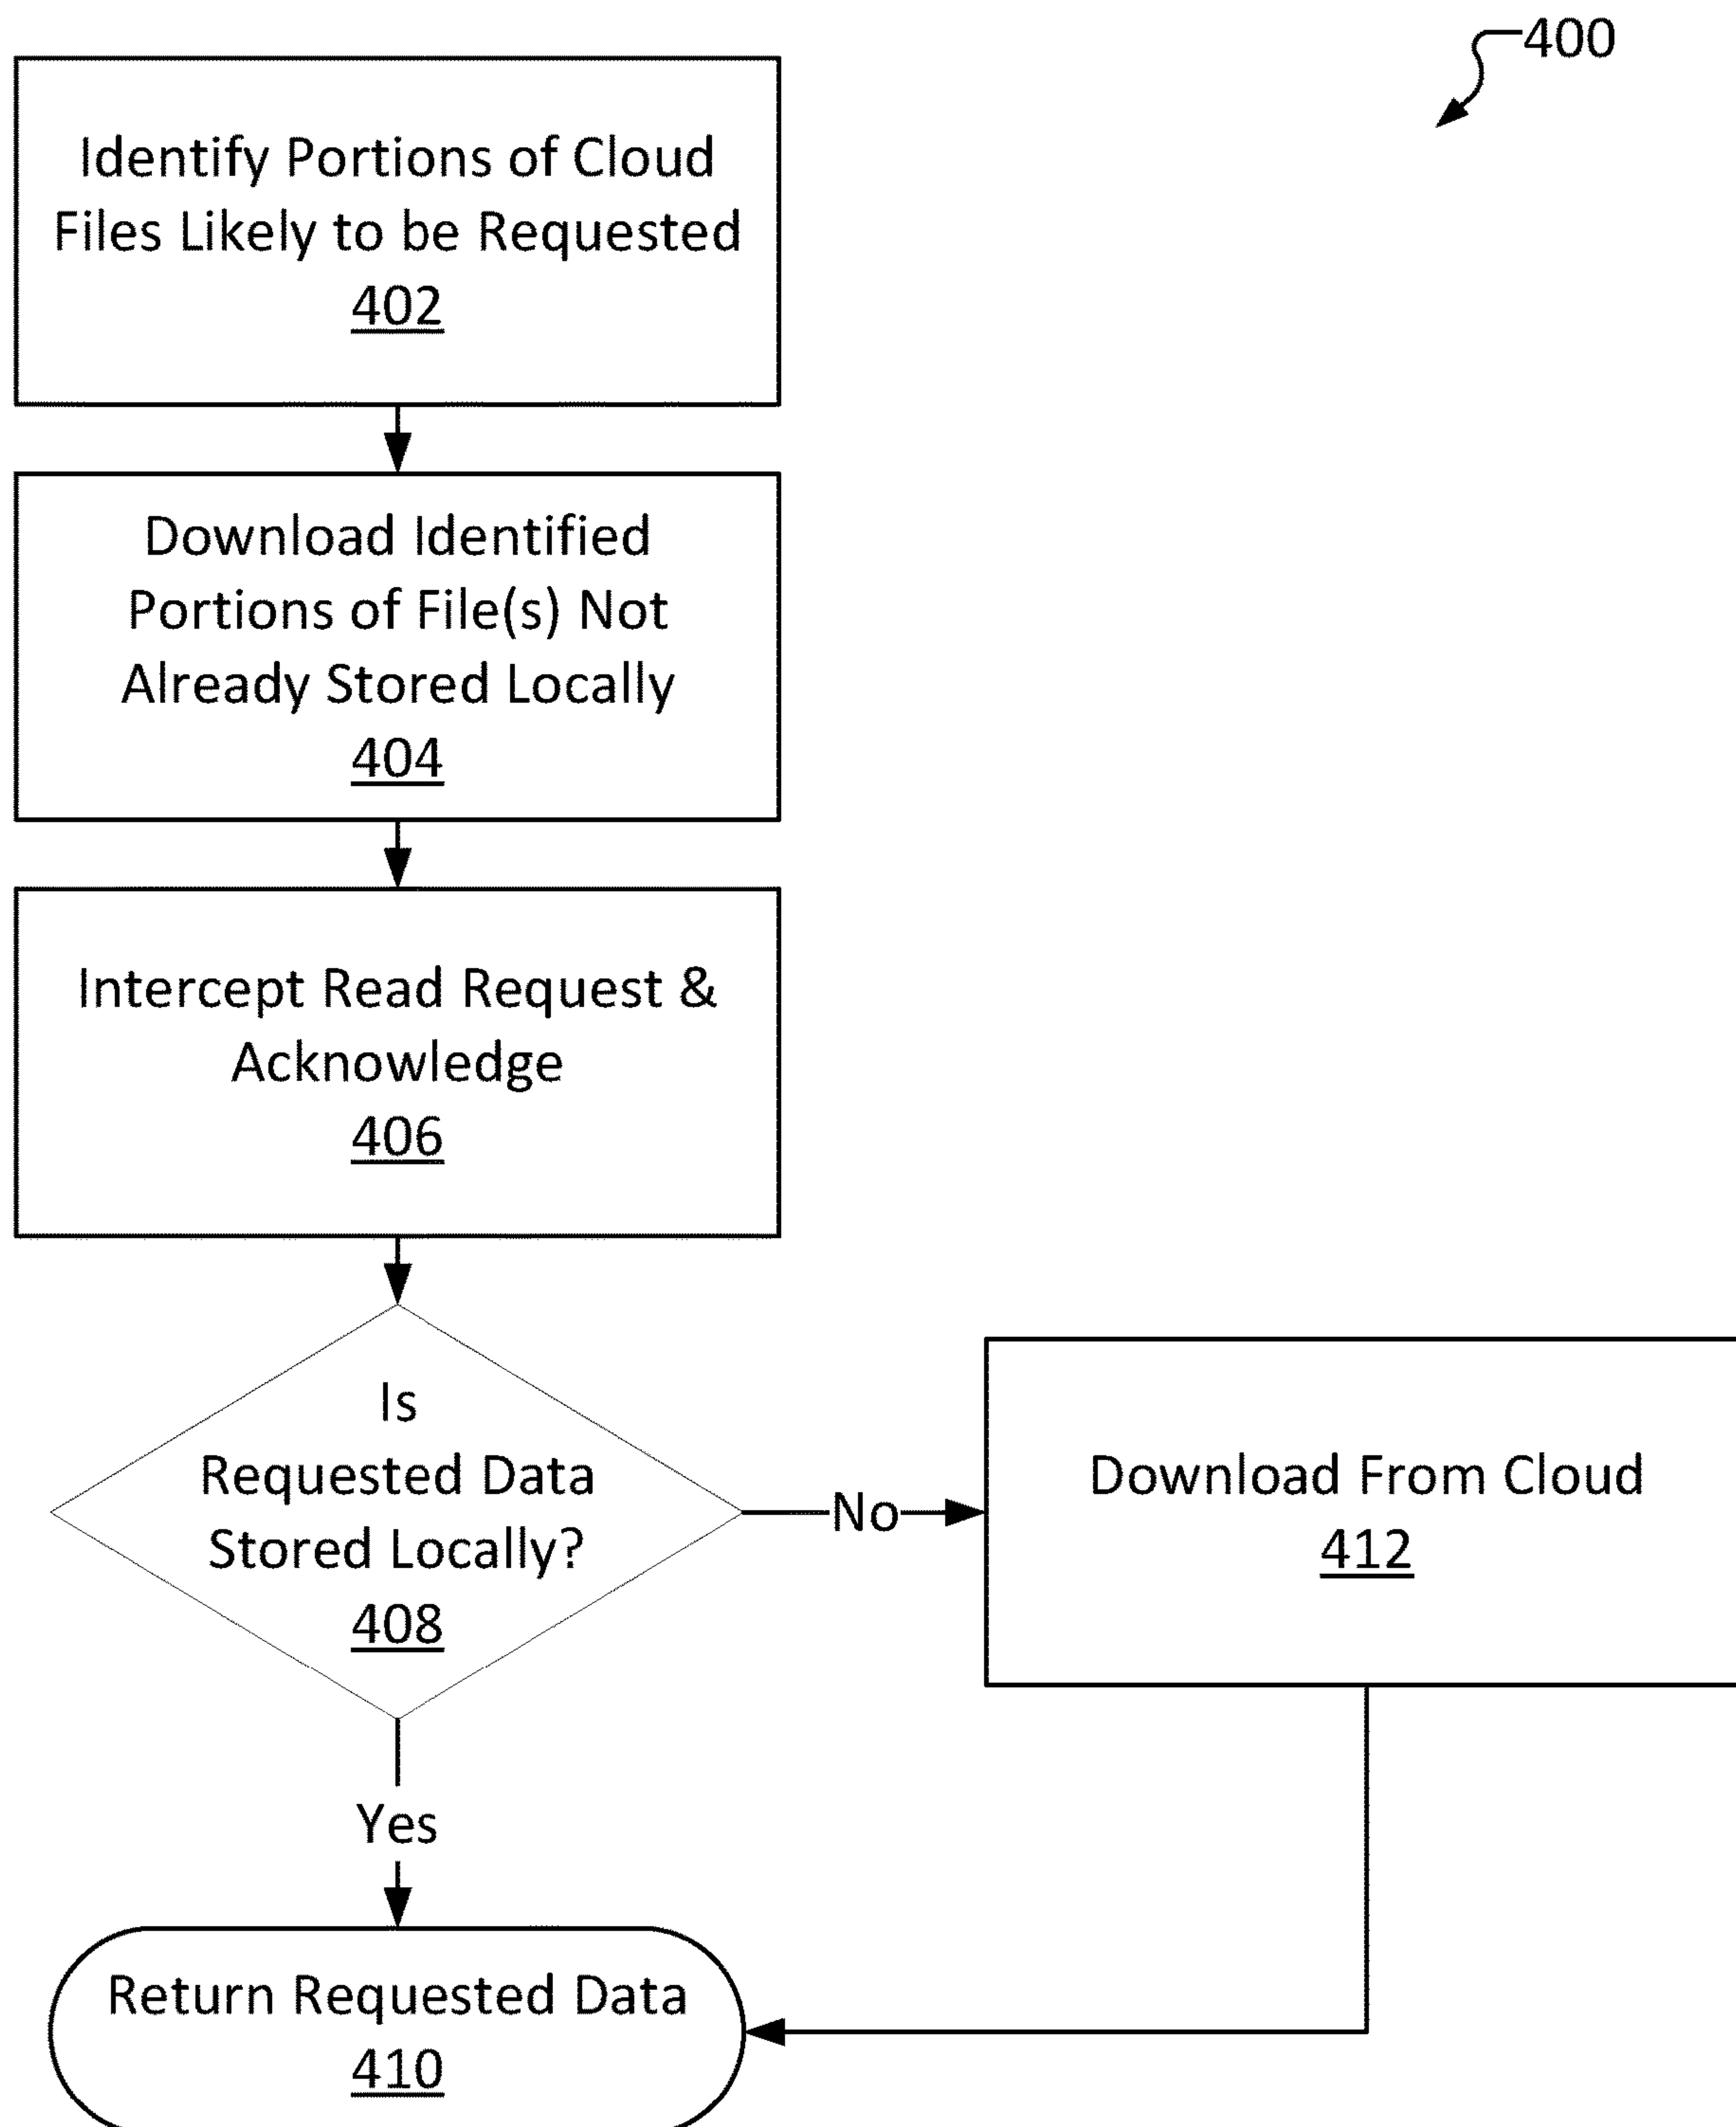 400
Identify Portions of Cloud
Files Likely to be Requested
402
Download Identified
Portions of File(s) Not
Already Stored Locally
404
Intercept Read Request &
Acknowledge
406
Is
Requested Data
Stored Locally?
408
No
Download From Cloud
412
Yes
Return Requested Data
410